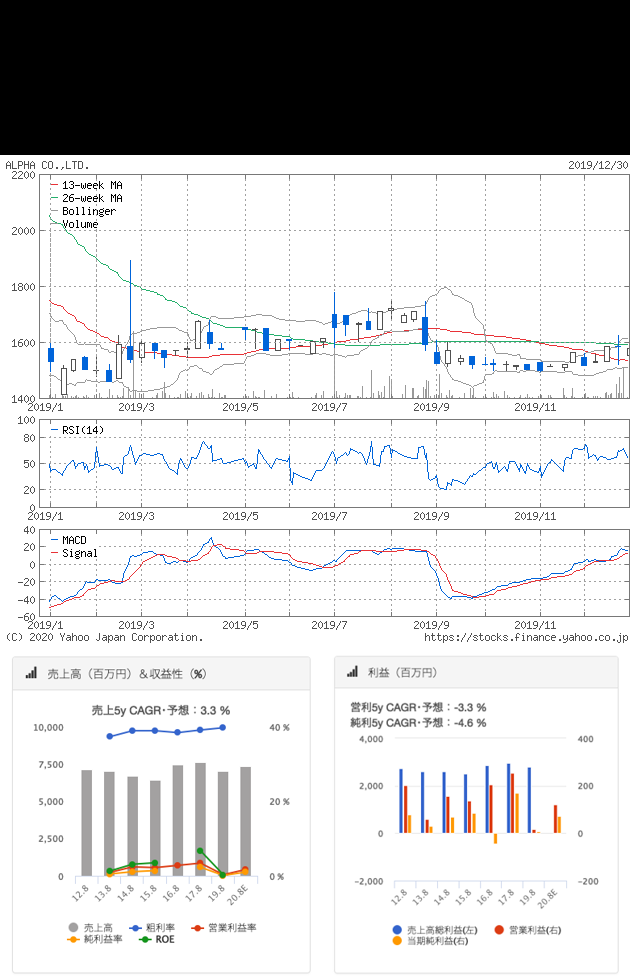 ALPHA CO.,LTD. 2019/12/30
2200
13-week MA
26-week MA
Bollinger
Volume
2000
1800
1600
1400
2019/1 2019/3 2019/5 2019/7 2019/9 2019/11
100
RSI(14)
80
50
20
0
2019/1 2019/3 2019/5 2019/7 2019/9 2019/11
40
MACD
20
Signal
0
-20
-40
-60
2019/1 2019/3 2019/5 2019/7 2019/9 2019/11
(C) 2020 Yahoo Japan Corporation. https://stocks.finance.yahoo.co.jp
売上高（百万円）＆収益性（%）
売上5y CAGR･予想：3.3 %
10,000 40 %
7,500
5,000 20 %
2,500
0 0 %
12.8 13.8 14.8 15.8 16.8 17.8 19.8 20.8E
売上高 粗利率 営業利益率
純利益率 ROE
利益（百万円）
営利5y CAGR･予想：-3.3 %
純利5y CAGR･予想：-4.6 %
4,000 400
2,000 200
0 0
-2,000 -200
12.8 13.8 14.8 15.8 16.8 17.8 19.8 20.8E
売上高総利益(左) 営業利益(右)
当期純利益(右)